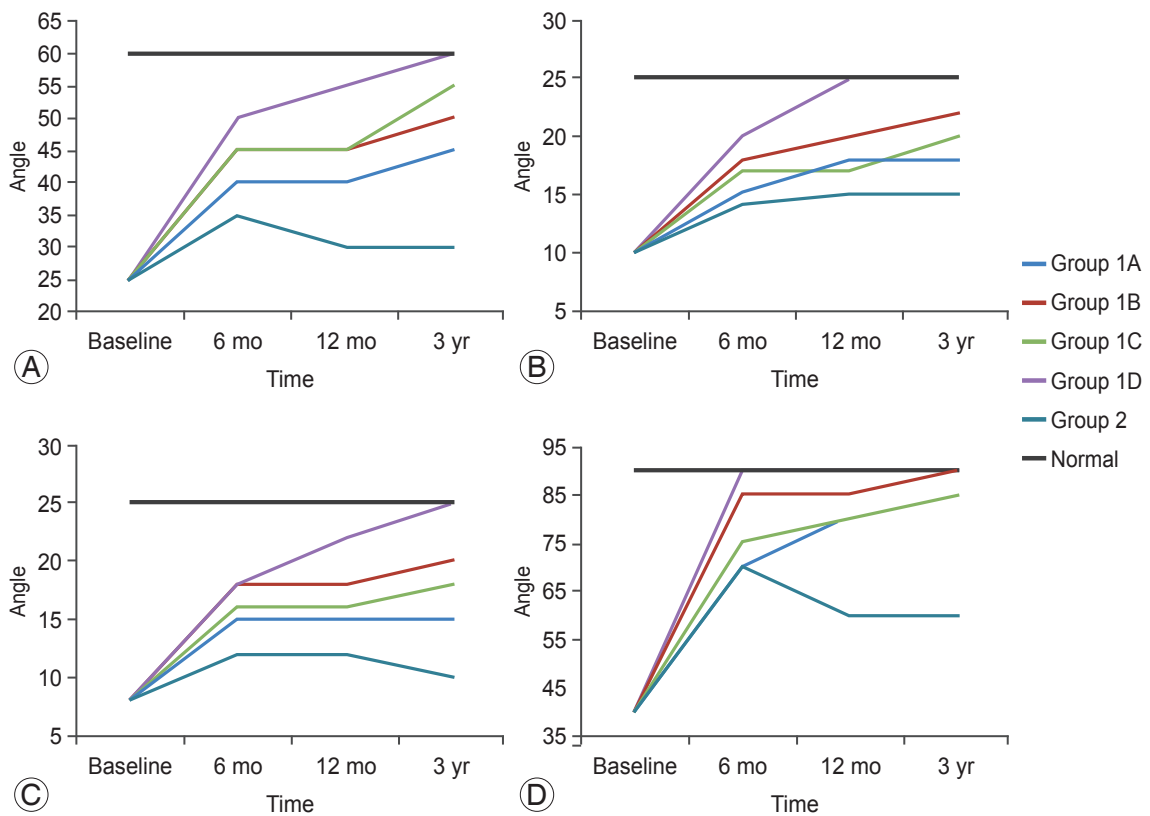 65
60
55
50
45
40
35
30
25
20
Angle
Baseline 6 mo 12 mo 3 yr
Time
A
30
25
20
15
10
5
Angle
Baseline 6 mo 12 mo 3 yr
Time
B
Group 1A
Group 1B
Group 1C
Group 1D
Group 2
Normal
30
25
20
15
10
5
Angle
Baseline 6 mo 12 mo 3 yr
Time
C
95
85
75
65
55
45
35
Angle
Baseline 6 mo 12 mo 3 yr
Time
D